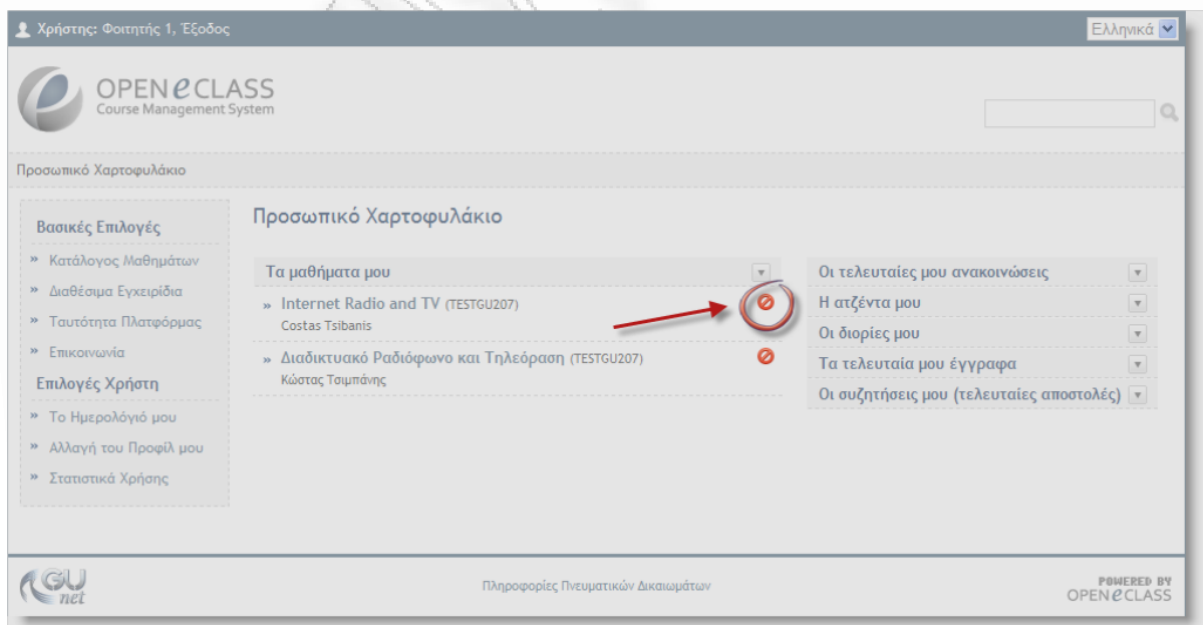 Χρήστης: Φοιτητής 1, Έξοδος
Ελληνικά
OPEN eCLASS
Course Management System
Προσωπικό Χαρτοφυλάκιο
Βασικές Επιλογές
» Κατάλογος Μαθημάτων
» Διαθέσιμα Εγχειρίδια
» Ταυτότητα Πλατφόρμας
» Επικοινωνία
Επιλογές Χρήστη
» Το Ημερολόγιό μου
» Αλλαγή του Προφίλ μου
» Στατιστικά Χρήσης
Προσωπικό Χαρτοφυλάκιο
Τα μαθήματα μου
» Internet Radio and TV (TESTGU207)
Costas Tsibanis
» Διαδικτυακό Ραδιόφωνο και Τηλεόραση (TESTGU207)
Κώστας Τσιμπάνης
Οι τελευταίες μου ανακοινώσεις
Η ατζέντα μου
Οι διορίες μου
Τα τελευταία μου έγγραφα
Οι συζητήσεις μου (τελευταίες αποστολές)
GU
net
Πληροφορίες Πνευματικών Δικαιωμάτων
POWERED BY
OPEN eCLASS